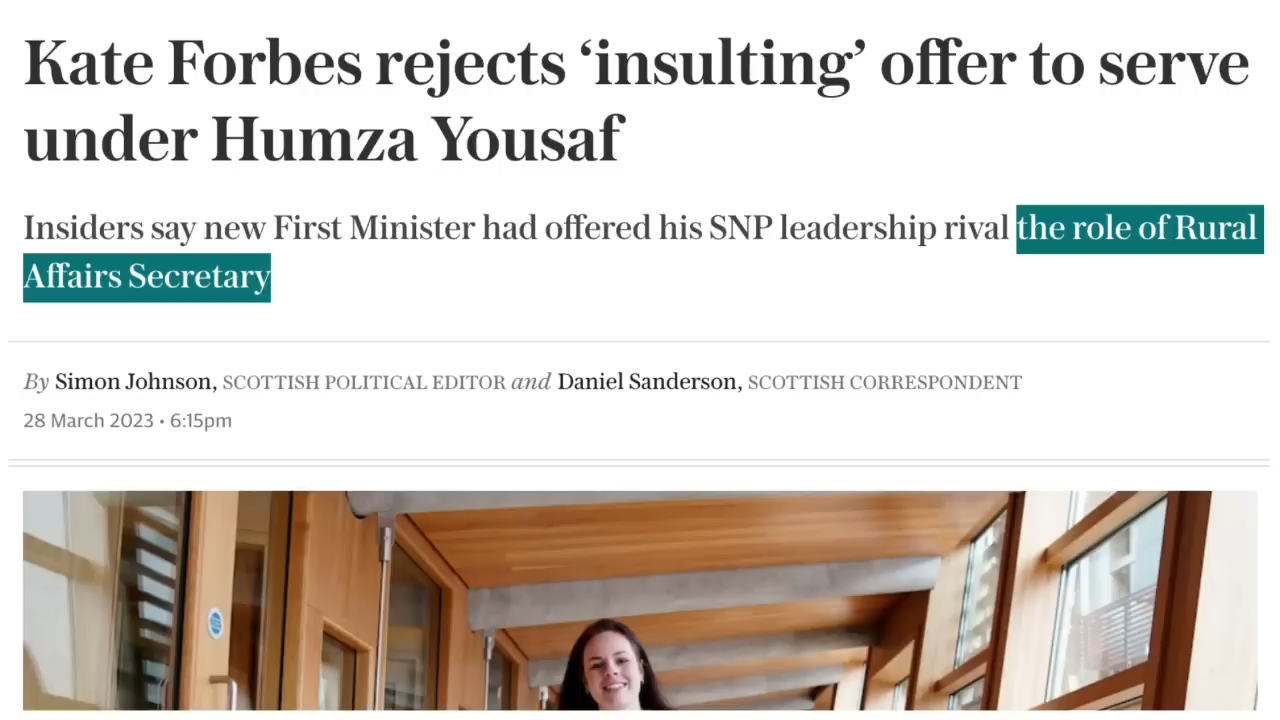 Kate Forbes rejects ‘insulting’ offer to serve
under Humza Yousaf
Insiders say new First Minister had offered his SNP leadership rival the role of Rural
Affairs Secretary
By Simon Johnson, SCOTTISH POLITICAL EDITOR and Daniel Sanderson, SCOTTISH CORRESPONDENT
28 March 2023 • 6:15pm